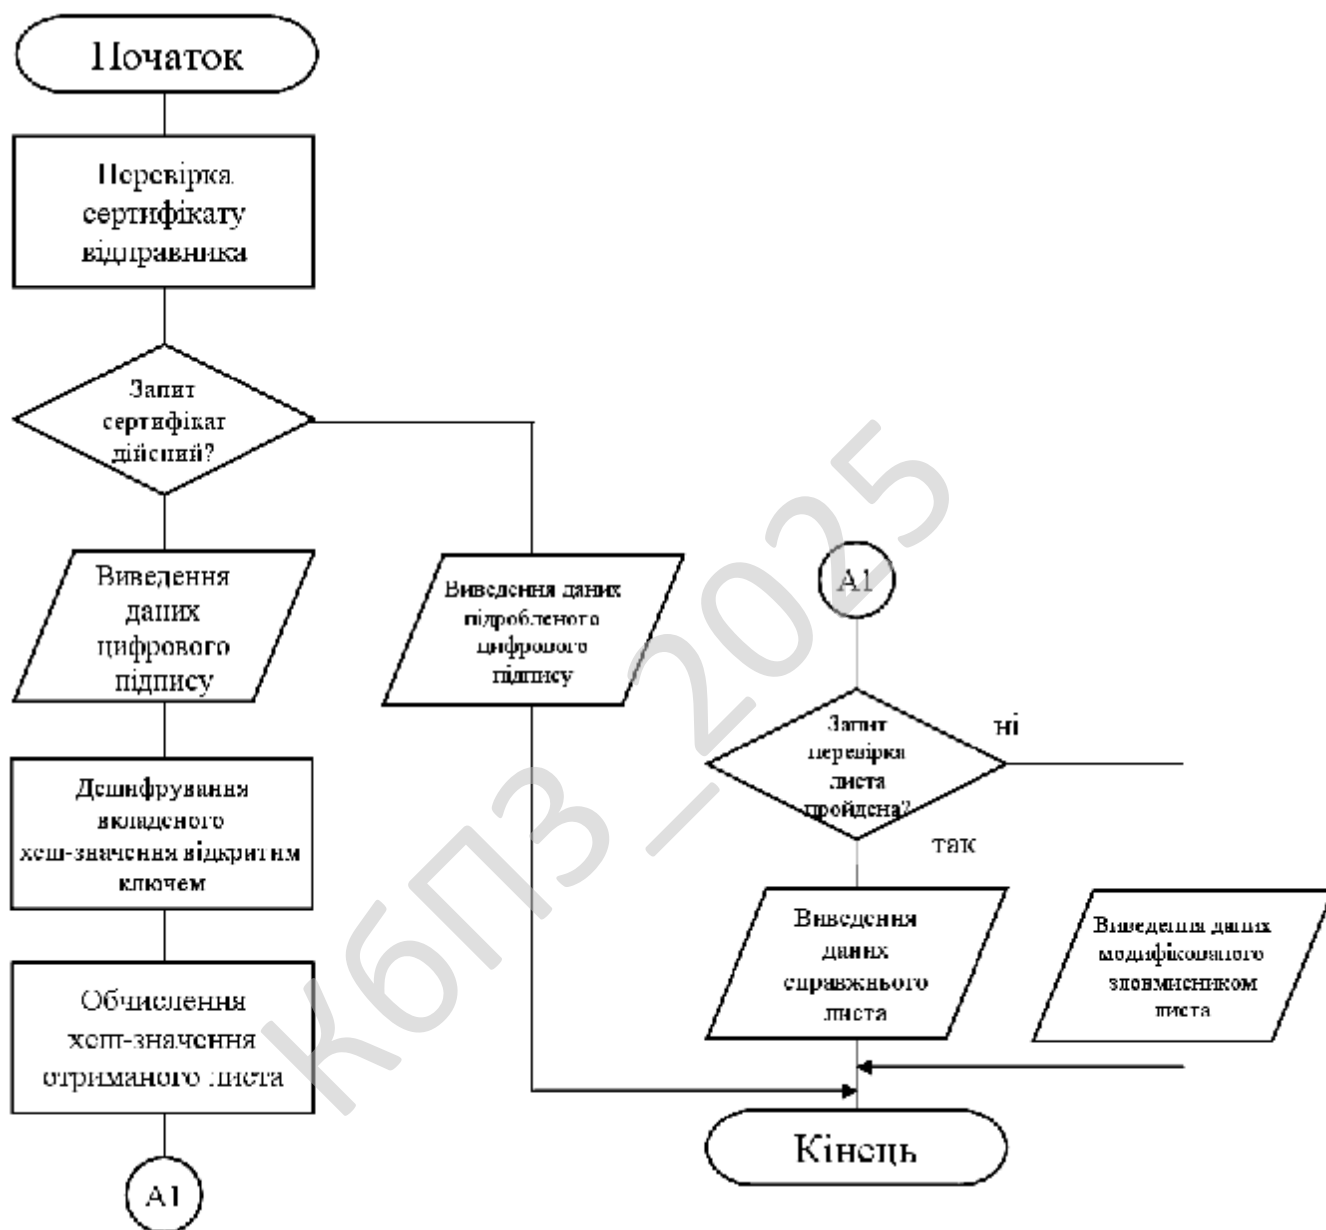 Початок
Перевірка
сертифікату
відправника
Запит
сертифікат
дійсний?
Виведення
даних
цифрового
підпису
Дешифрування
вкладеного
хеш-значення відкритим
ключем
Обчислення
хеш-значення
отриманого листа
А1
Виведення даних
підробленого
цифрового
підпису
А1
Запит
перевірка
листа
пройдена?
ні
так
Виведення
даних
справжнього
листа
Виведення даних
модифікованого
зловмисником
листа
Кінець
КбПЗ_2025